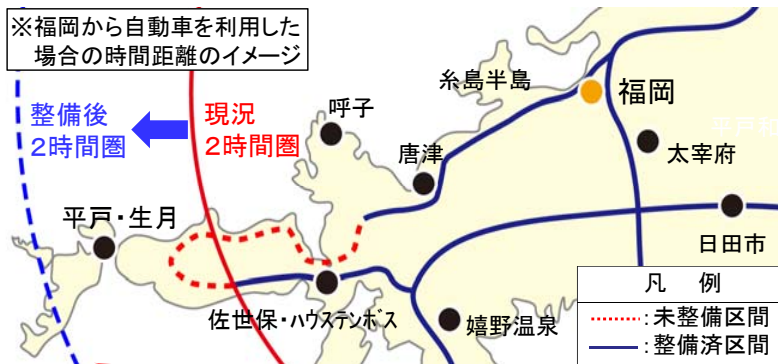 ※福岡から自動車を利用した
場合の時間距離のイメージ
整備後
2時間圏
現況
2時間圏
呼子
糸島半島
福岡
唐津
太宰府
平戸・生月
日田市
佐世保・ハウステンボス
嬉野温泉
凡 例
:未整備区間
:整備済区間